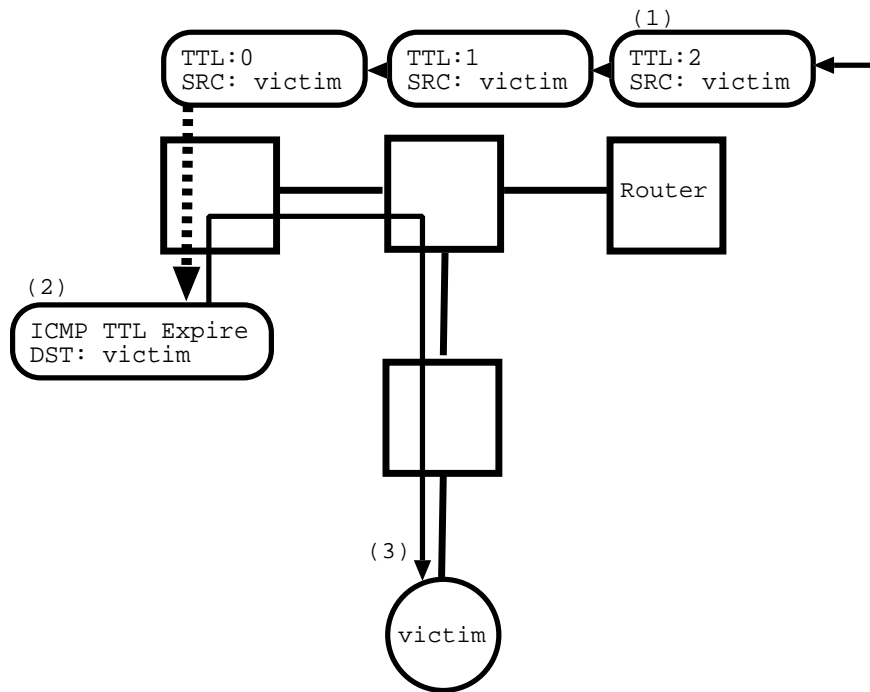 (1)
TTL:0
SRC: victim
TTL:1
SRC: victim
TTL:2
SRC: victim
Router
(2)
ICMP TTL Expire
DST: victim
(3)
victim